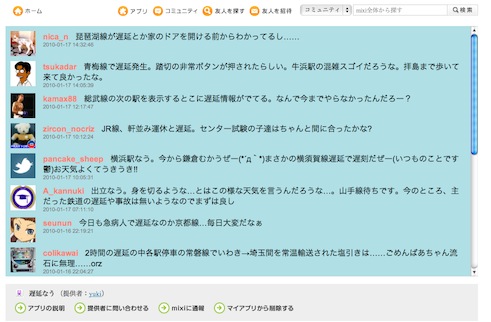 ホーム
アプリ コミュニティ 友人を探す 友人を招待 コミュニティ mixi全体から探す 検索
nica_n 琵琶湖線が遅延とか家のドアを開ける前からわかってるし……
2010-01-17 14:32:46
tsukadar 青梅線で遅延発生。踏切の非常ボタンが押されたらしい。牛浜駅の混雑スゴイだろうな。拝島まで歩いて
来て良かったな。
2010-01-17 14:05:39
kamax88 総武線の次の駅を表示するとこに遅延情報がでてる。なんで今までやらなかったんだろー？
2010-01-17 12:17:47
zircon_nocriz JR線、軒並み運休と遅延。センター試験の子達はちゃんと間に合ったかな?
2010-01-17 10:24:17
pancake_sheep 横浜駅なう。今から鎌倉むかうぜー(*´д｀*)まさかの横須賀線遅延で遅刻だぜー(いつものことです
鬱)お天気よくてうきうき!!
2010-01-17 09:15:10
A_kannuki 出立なう。身を切るような…とはこの様な天気を言うんだろうな…。山手線待ちです。今のところ、主
だった鉄道の遅延や事故は無いようなのでまずは良し
2010-01-17 07:11:10
seunun 今日も急病人で遅延なのか京都線…毎日大変だなぁ
2010-01-16 22:19:21
colikawai 2時間の遅延の中各駅停車の常磐線でいわき→埼玉間を常温輸送された塩引きは……ごめんばあちゃん流
石に無理……orz
2010-01-16 22:04:27
遅延なう (提供者：yuki)
アプリの説明 提供者に問い合わせる mixiに通報 マイアプリから削除する